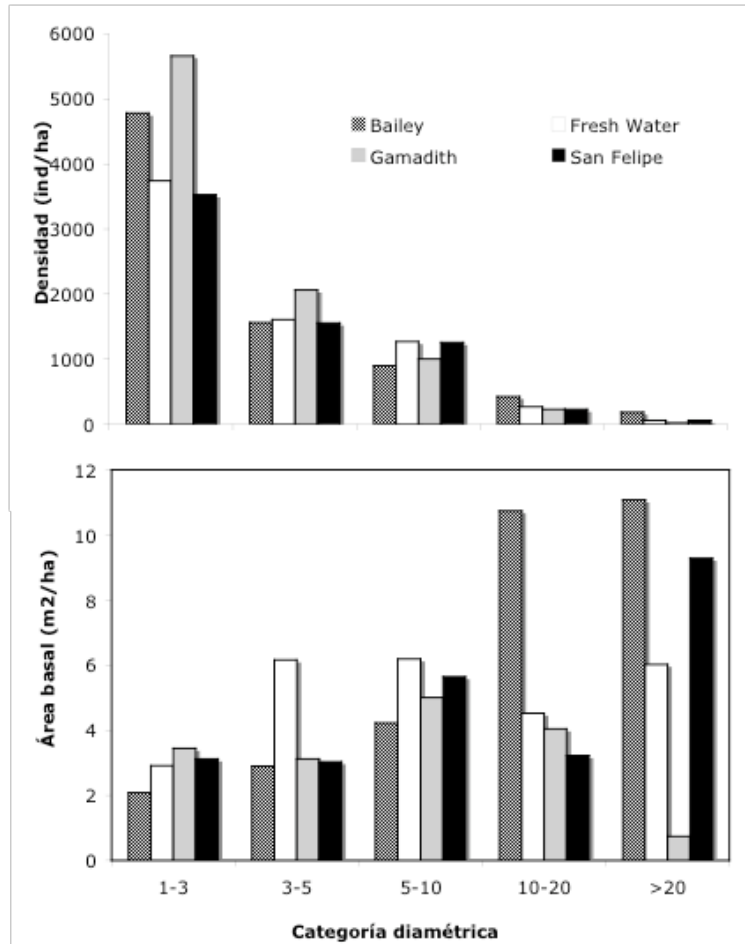 6000
5000
4000
3000
2000
1000
0
Densidad (ind/ha)
Bailey
Fresh Water
Gamadith
San Felipe
12
10
8
6
4
2
0
Área basal (m2/ha)
1-3
3-5
5-10
10-20
>20
Categoría diamétrica